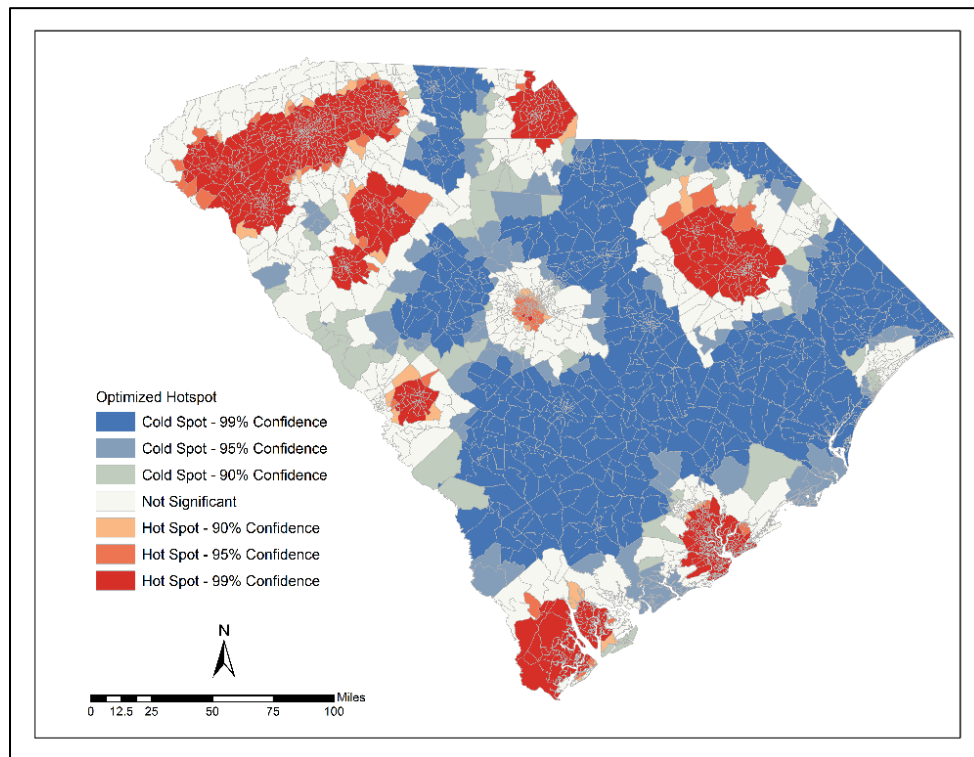 Optimized Hotspot
Cold Spot - 99% Confidence
Cold Spot - 95% Confidence
Cold Spot - 90% Confidence
Not Significant
Hot Spot - 90% Confidence
Hot Spot - 95% Confidence
Hot Spot - 99% Confidence
N
Miles
0 12.5 25 50 75 100